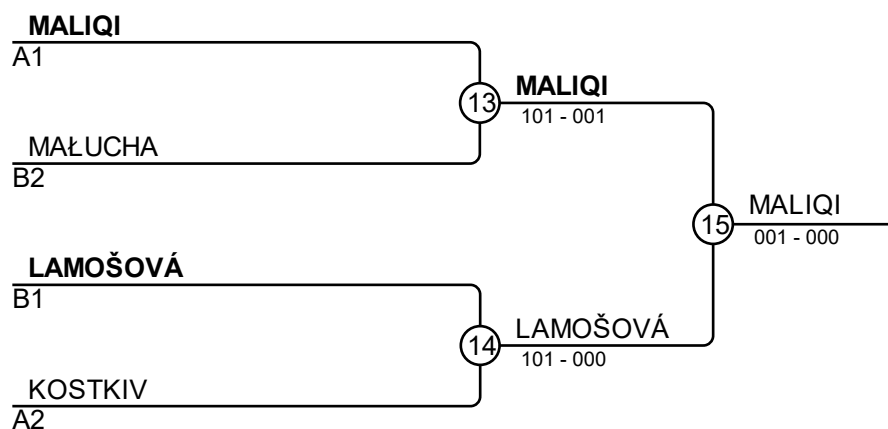 MALIQI
A1
13
MALIQI
101 - 001
MAŁUCHA
B2
15
MALIQI
001 - 000
LAMOŠOVÁ
B1
14
LAMOŠOVÁ
101 - 000
KOSTKIV
A2